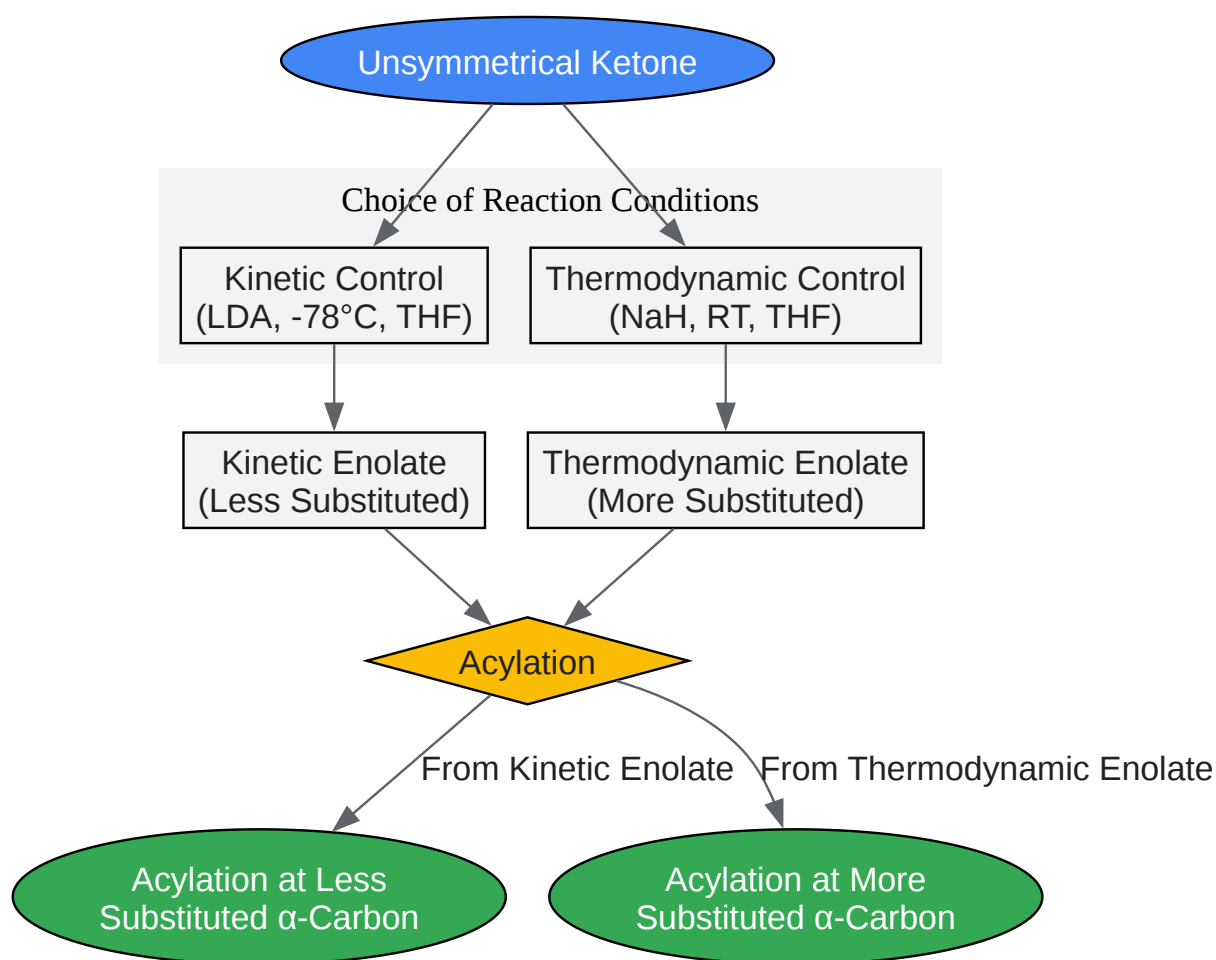 Unsymmetrical Ketone
Choice of Reaction Conditions
Kinetic Control
(LDA, -78°C, THF)
Thermodynamic Control
(NaH, RT, THF)
Kinetic Enolate
(Less Substituted)
Thermodynamic Enolate
(More Substituted)
Acylation
From Kinetic Enolate
From Thermodynamic Enolate
Acylation at Less
Substituted α-Carbon
Acylation at More
Substituted α-Carbon